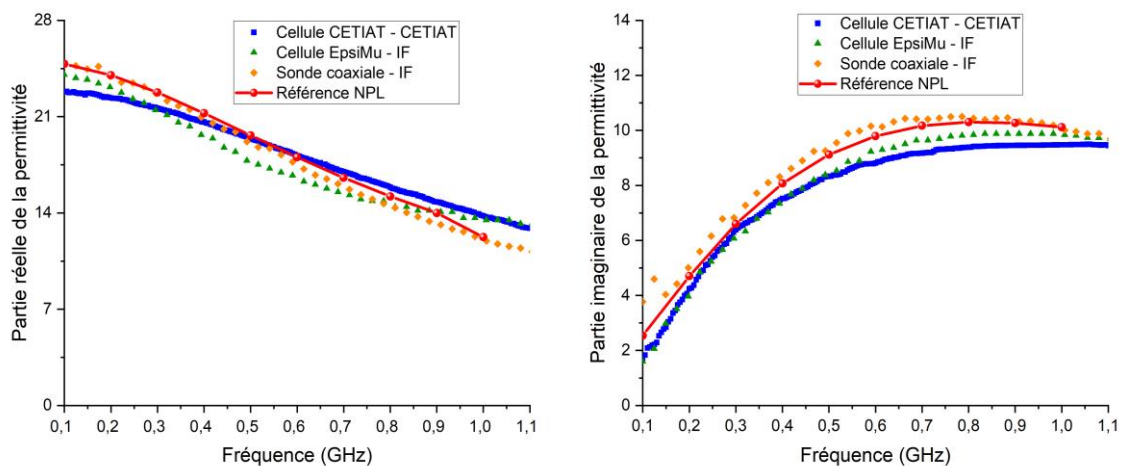 28
21
14
7
0
Partie réelle de la permittivité
Cellule CETIAT - CETIAT
Cellule EpsiMu - IF
Sonde coaxiale - IF
Référence NPL
0,1 0,2 0,3 0,4 0,5 0,6 0,7 0,8 0,9 1,0 1,1
Fréquence (GHz)
14
12
10
8
6
4
2
0
Partie imaginaire de la permittivité
Cellule CETIAT - CETIAT
Cellule EpsiMu - IF
Sonde coaxiale - IF
Référence NPL
0,1 0,2 0,3 0,4 0,5 0,6 0,7 0,8 0,9 1,0 1,1
Fréquence (GHz)